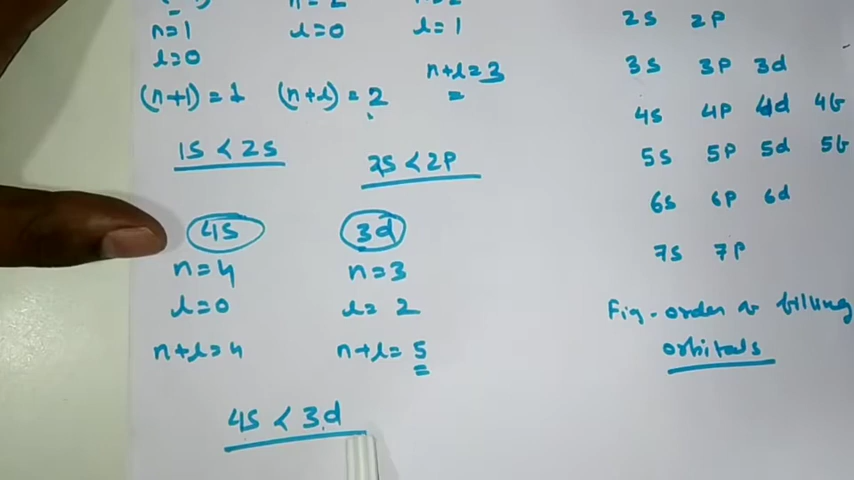 n=1 l=0 l=1
l=0
(n+1)=1 (n+l)=2 n+l=3
1s < 2s
2s < 2p
4s 3d
n=4 n=3
l=0 l=2
n+l=4 n+l=5
4s < 3d
2s 2p
3s 3p 3d
4s 4p 4d 4f
5s 5p 5d 5f
6s 6p 6d
7s 7p
Fig. order of filling
orbitals